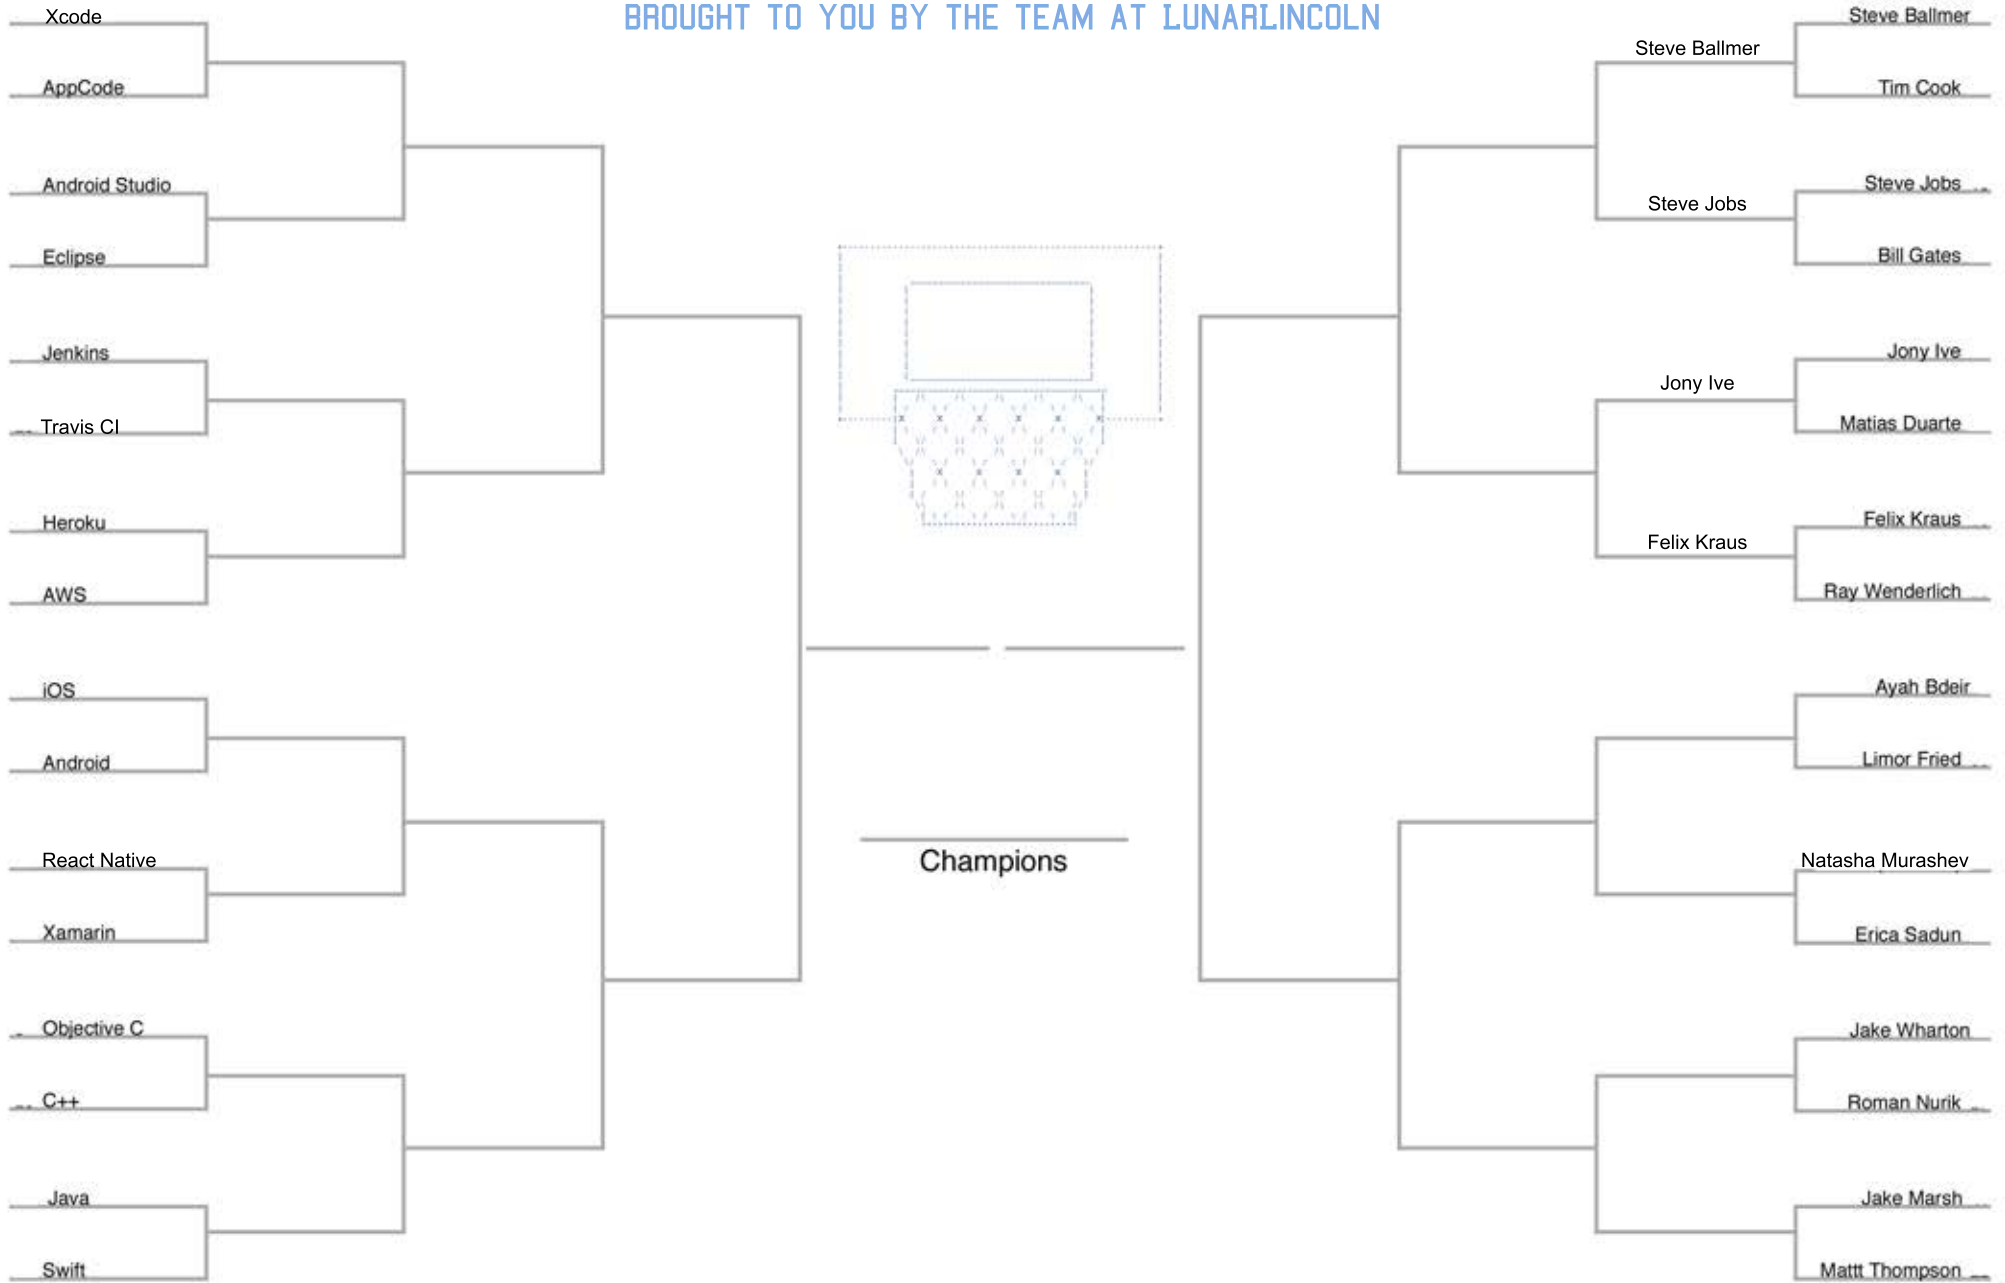 BROUGHT TO YOU BY THE TEAM AT LUNARLINCOLN
Xcode
AppCode
Android Studio
Eclipse
Jenkins
Travis CI
Heroku
AWS
iOS
Android
React Native
Xamarin
Objective C
C++
Java
Swift
Champions
Steve Ballmer
Steve Jobs
Jony Ive
Felix Kraus
Steve Ballmer
Tim Cook
Steve Jobs
Bill Gates
Jony Ive
Matias Duarte
Felix Kraus
Ray Wenderlich
Ayah Bdeir
Limor Fried
Natasha Murashev
Erica Sadun
Jake Wharton
Roman Nurik
Jake Marsh
Mattt Thompson